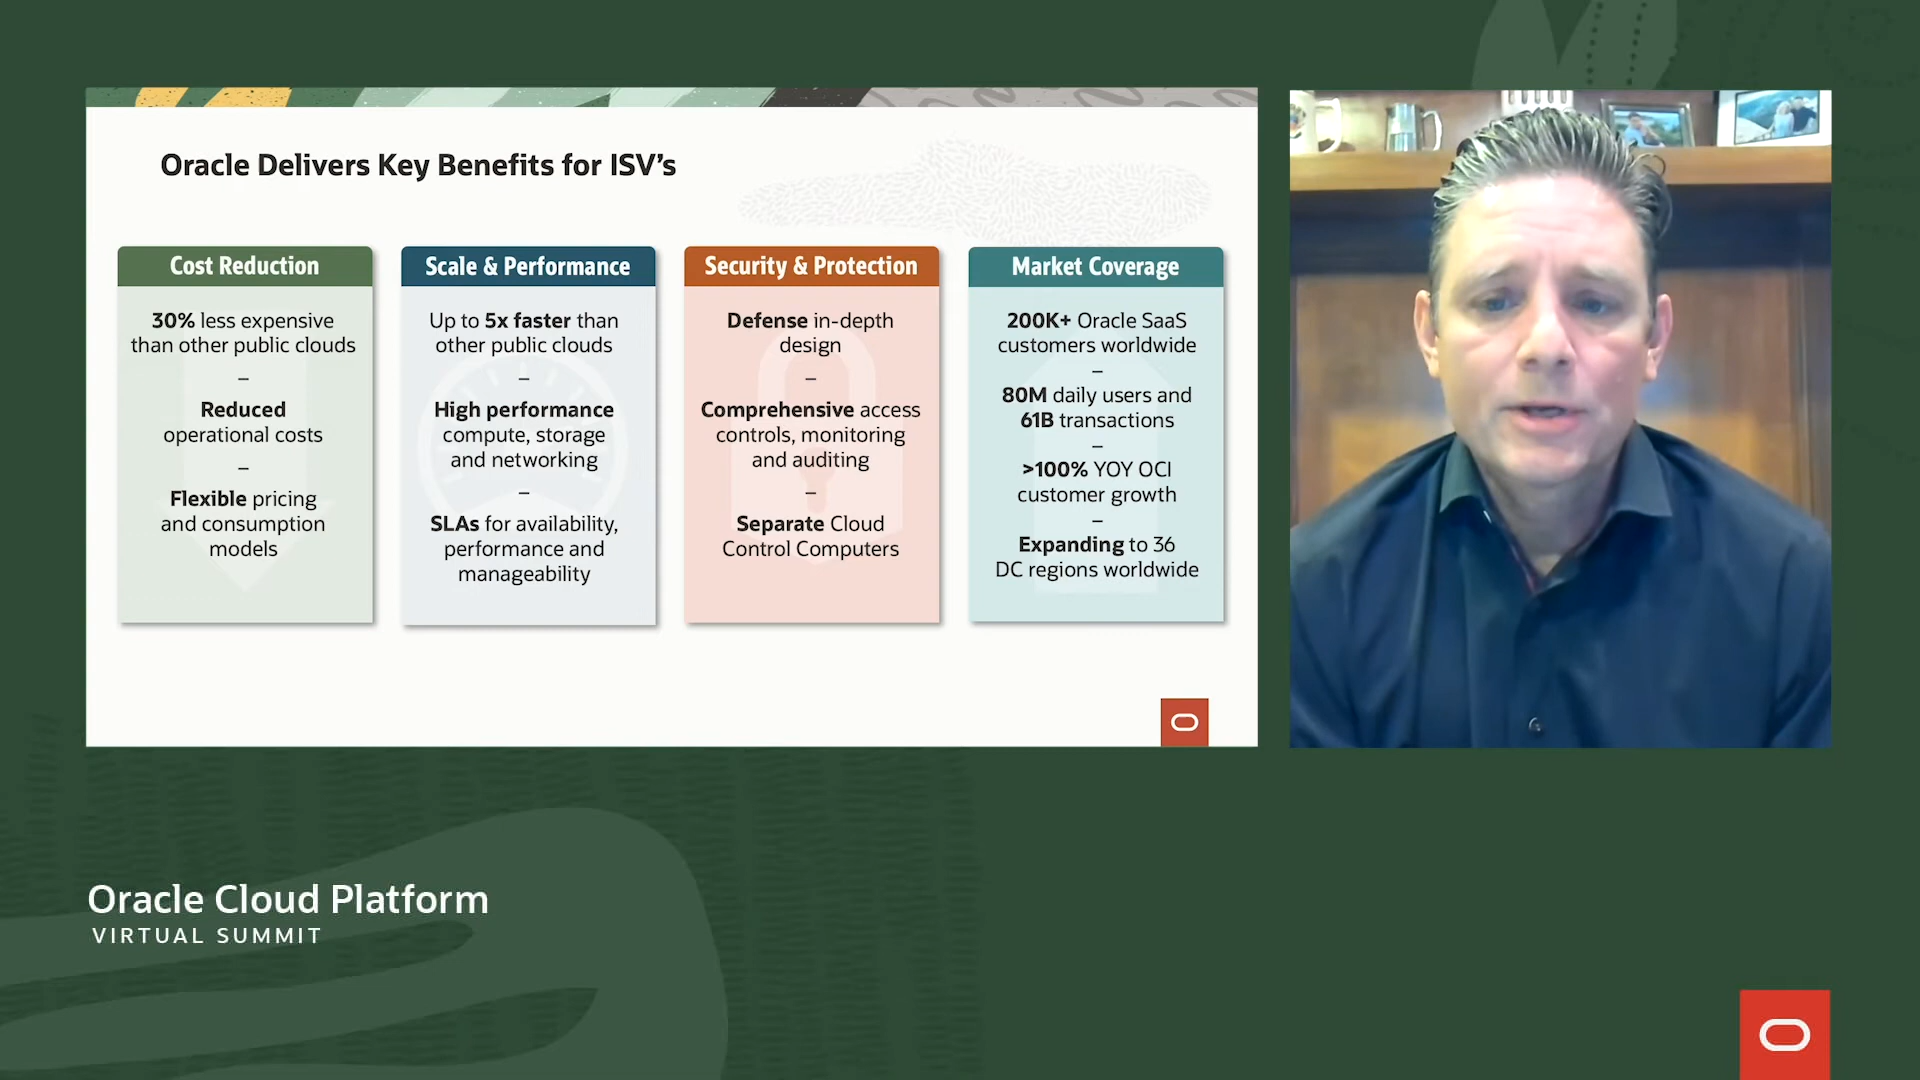 Oracle Delivers Key Benefits for ISV’s
Cost Reduction
30% less expensive
than other public clouds
–
Reduced
operational costs
–
Flexible pricing
and consumption
models
Scale & Performance
Up to 5x faster than
other public clouds
–
High performance
compute, storage
and networking
–
SLAs for availability,
performance and
manageability
Security & Protection
Defense in-depth
design
–
Comprehensive access
controls, monitoring
and auditing
–
Separate Cloud
Control Computers
Market Coverage
200K+ Oracle SaaS
customers worldwide
–
80M daily users and
61B transactions
–
>100% YOY OCI
customer growth
–
Expanding to 36
DC regions worldwide
Oracle Cloud Platform
VIRTUAL SUMMIT